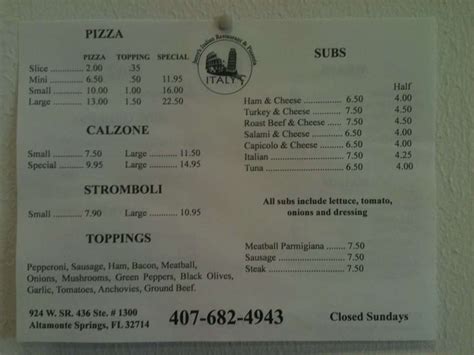 PIZZA
PIZZA TOPPING SPECIAL
Slice 2.00 .35
Mini 6.50 .50 11.95
Small 10.00 1.00 16.00
Large 13.00 1.50 22.50
CALZONE
Small 7.50 Large 11.50
Special 9.95 Large 14.95
STROMBOLI
Small 7.90 Large 10.95
TOPPINGS
Pepperoni, Sausage, Ham, Bacon, Meatball,
Onions, Mushrooms, Green Peppers, Black Olives,
Garlic, Tomatoes, Anchovies, Ground Beef.
Italian Restaurant & Pizzeria
ITALY
SUBS
Half
Ham & Cheese 6.50 4.00
Turkey & Cheese 6.50 4.00
Roast Beef & Cheese 6.50 4.00
Salami & Cheese 6.50 4.00
Capicolo & Cheese 6.50 4.00
Italian 7.50 4.25
Tuna 6.50 4.00
All subs include lettuce, tomato,
onions and dressing
Meatball Parmigiana 7.50
Sausage 7.50
Steak 7.50
924 W. SR. 436 Ste. # 1300
Altamonte Springs, FL 32714
407-682-4943
Closed Sundays